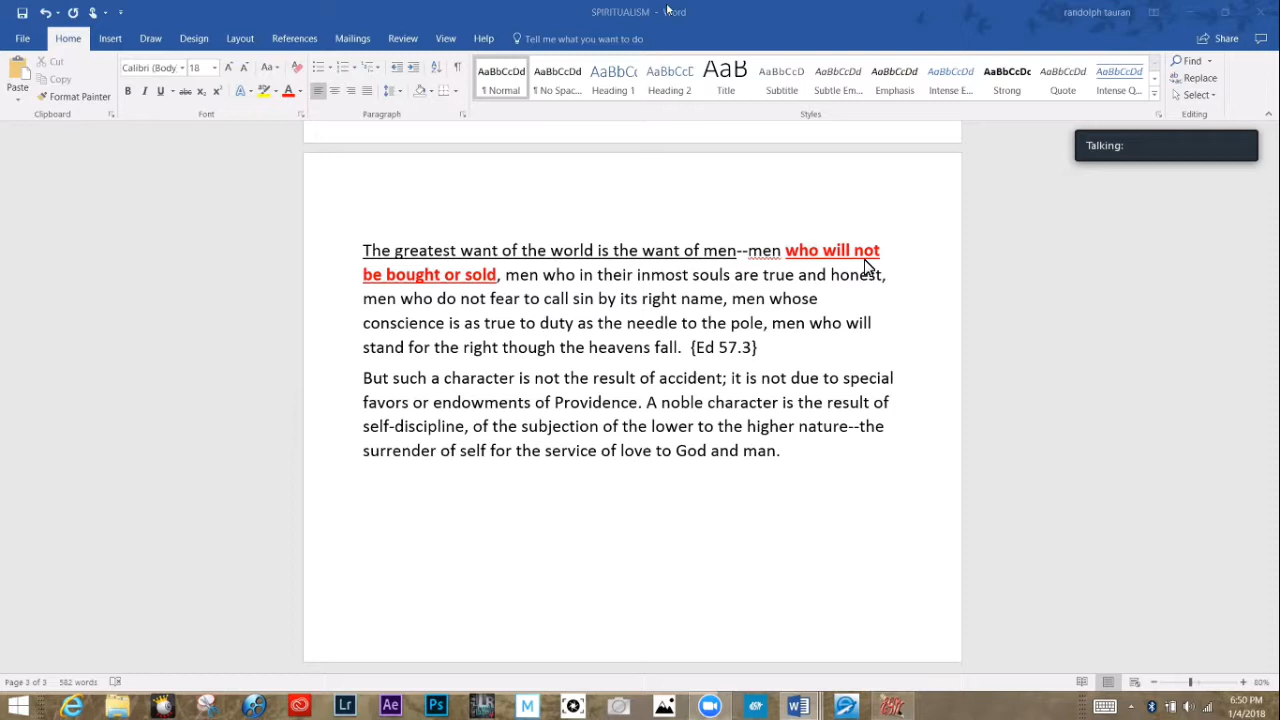 SPIRITUALISM - Word
randolph tauran
File Home Insert Draw Design Layout References Mailings Review View Help Tell me what you want to do
Share
Paste
Cut
Copy
Format Painter
Clipboard
Calibri (Body) 18
Font
Paragraph
AaBbCcDd AaBbCcDd AaBbCc AaBbCcD AaB AaBbCcD AaBbCcDd AaBbCcDd AaBbCcDd AaBbCcDc AaBbCcDd AaBbCcDd
¶ Normal ¶ No Spac... Heading 1 Heading 2 Title Subtitle Subtle Em... Emphasis Intense E... Strong Quote Intense Q...
Styles
Find
Replace
Select
Editing
Talking:
The greatest want of the world is the want of men--men who will not
be bought or sold, men who in their inmost souls are true and honest,
men who do not fear to call sin by its right name, men whose
conscience is as true to duty as the needle to the pole, men who will
stand for the right though the heavens fall. {Ed 57.3}
But such a character is not the result of accident; it is not due to special
favors or endowments of Providence. A noble character is the result of
self-discipline, of the subjection of the lower to the higher nature--the
surrender of self for the service of love to God and man.
Page 3 of 3 582 words
80%
Lr Ae Ps M
6:50 PM
1/4/2018